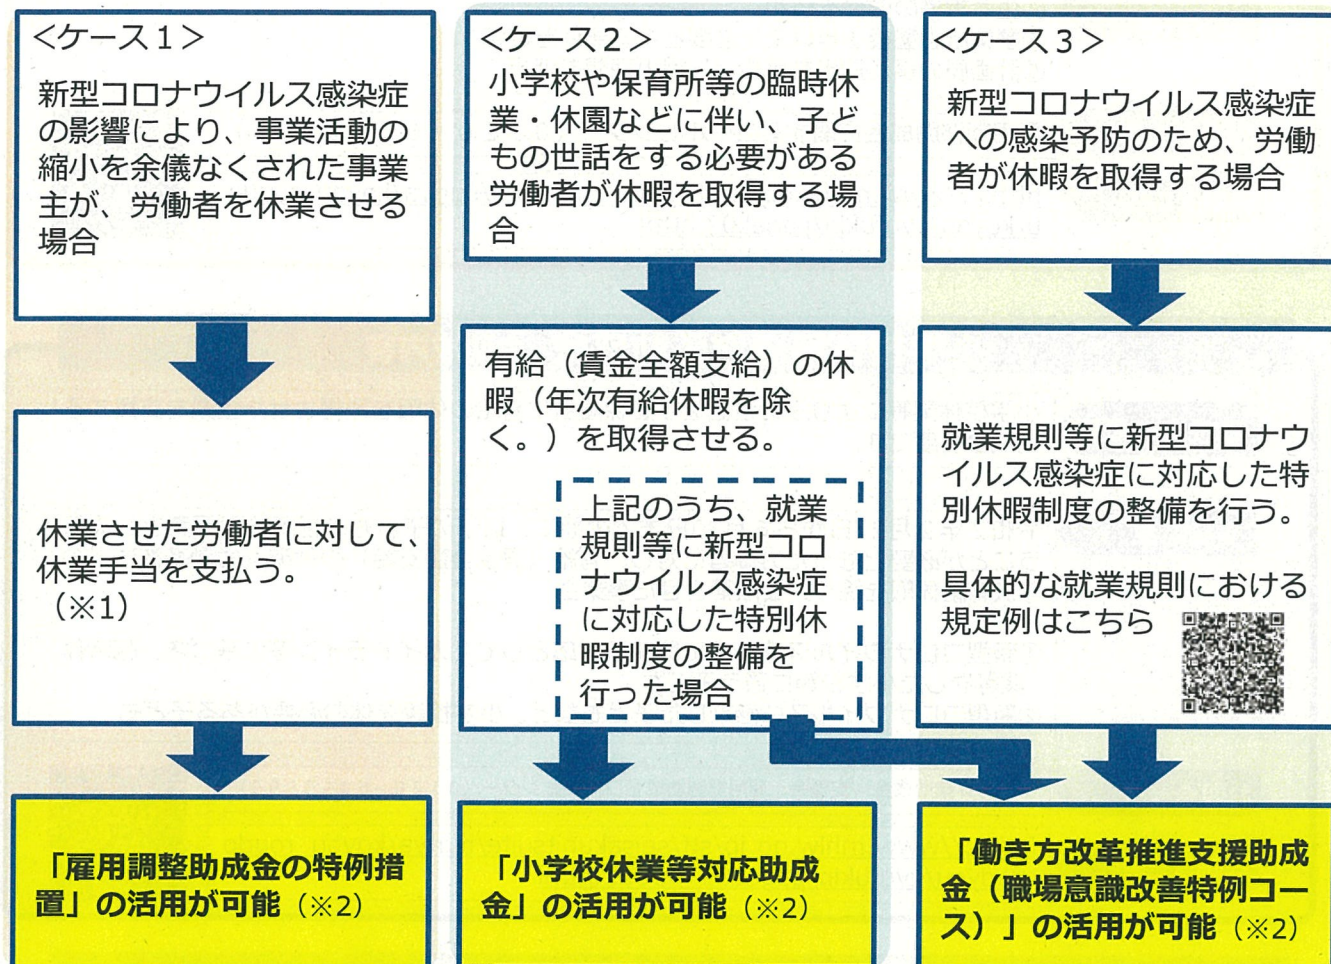 <ケース１>
新型コロナウイルス感染症
の影響により、事業活動の
縮小を余儀なくされた事業
主が、労働者を休業させる
場合
休業させた労働者に対して、
休業手当を支払う。
（※1）
「雇用調整助成金の特例措
置」の活用が可能（※2）
<ケース２>
小学校や保育所等の臨時休
業・休園などに伴い、子ど
もの世話をする必要がある
労働者が休暇を取得する場
合
有給（賃金全額支給）の休
暇（年次有給休暇を除
く。）を取得させる。
上記のうち、就業
規則等に新型コロ
ナウイルス感染症
に対応した特別休
暇制度の整備を
行った場合
「小学校休業等対応助成
金」の活用が可能（※2）
<ケース３>
新型コロナウイルス感染症
への感染予防のため、労働
者が休暇を取得する場合
就業規則等に新型コロナウ
イルス感染症に対応した特
別休暇制度の整備を行う。
具体的な就業規則における
規定例はこちら
「働き方改革推進支援助成
金（職場意識改善特例コー
ス）」の活用が可能（※2）